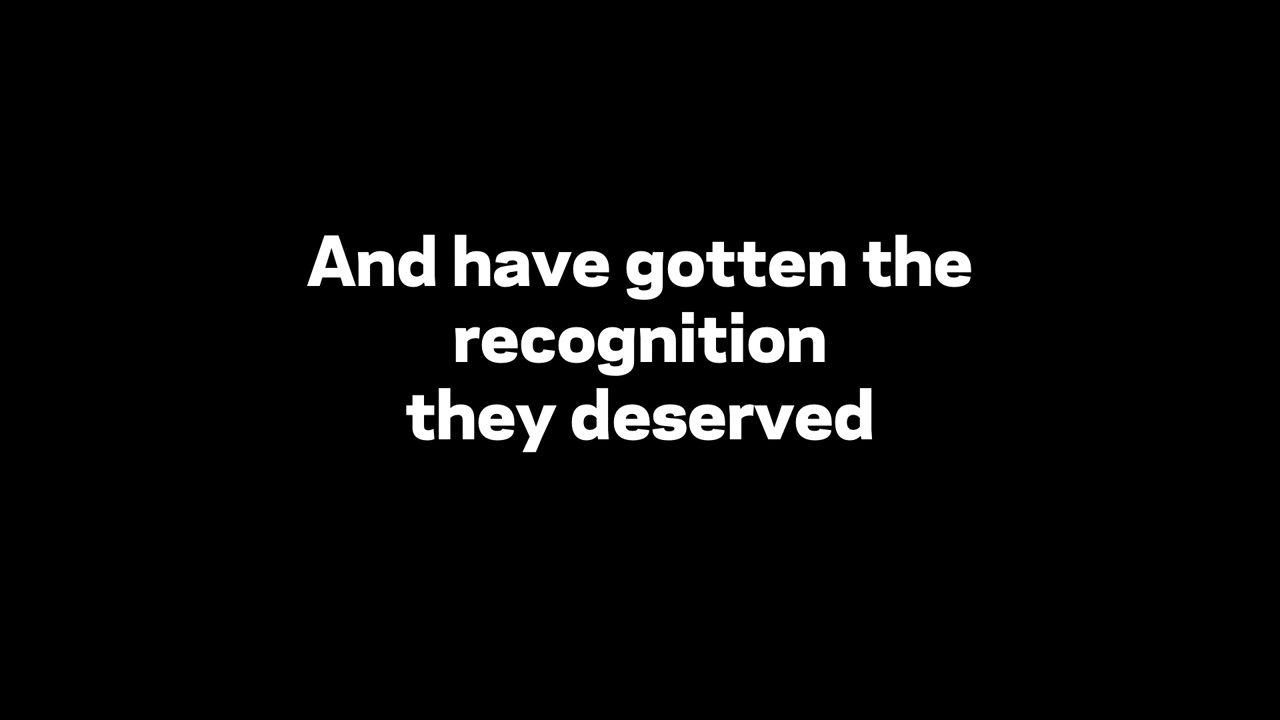 And have gotten the
recognition
they deserved